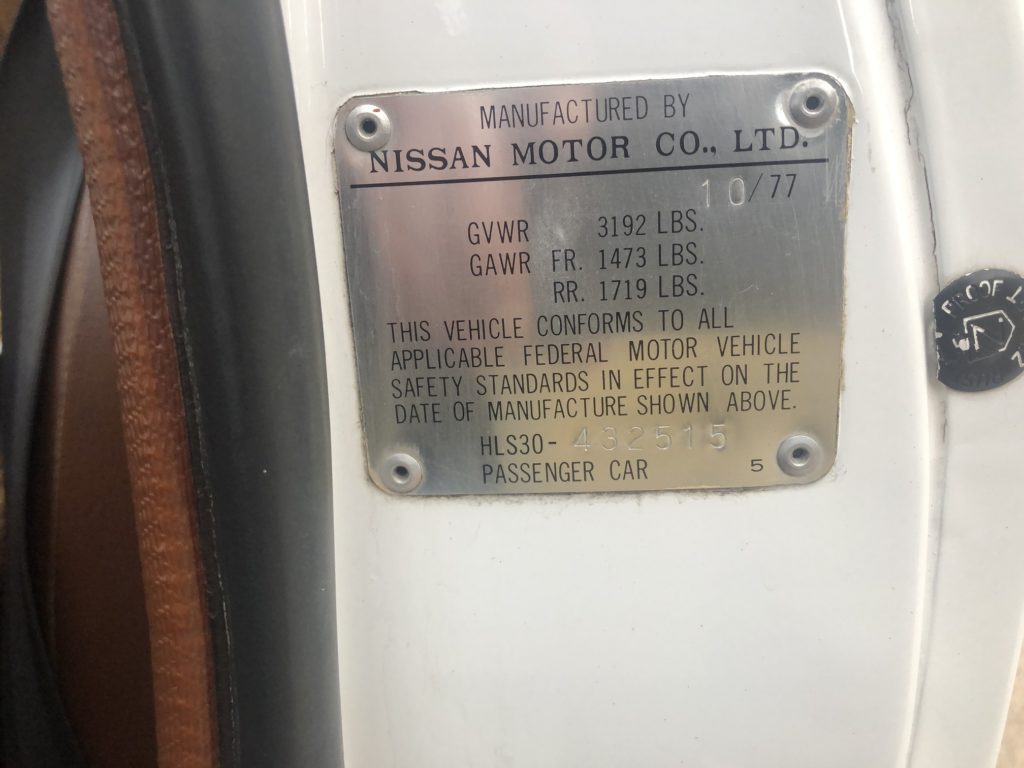 MANUFACTURED BY
NISSAN MOTOR CO., LTD.
10/77
GVWR 3192 LBS.
GAWR FR. 1473 LBS.
RR. 1719 LBS.
THIS VEHICLE CONFORMS TO ALL
APPLICABLE FEDERAL MOTOR VEHICLE
SAFETY STANDARDS IN EFFECT ON THE
DATE OF MANUFACTURE SHOWN ABOVE.
HLS30-432515
PASSENGER CAR 5